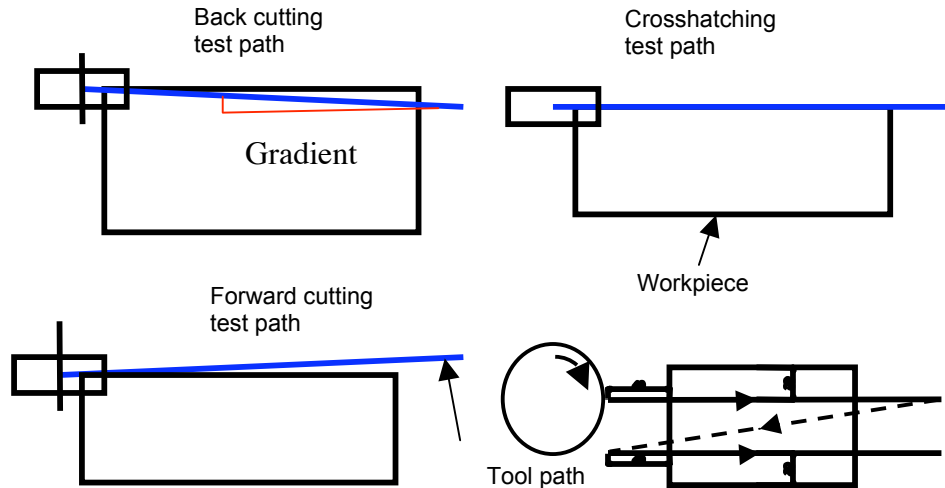 Back cutting
test path
Crosshatching
test path
Gradient
Workpiece
Forward cutting
test path
Tool path